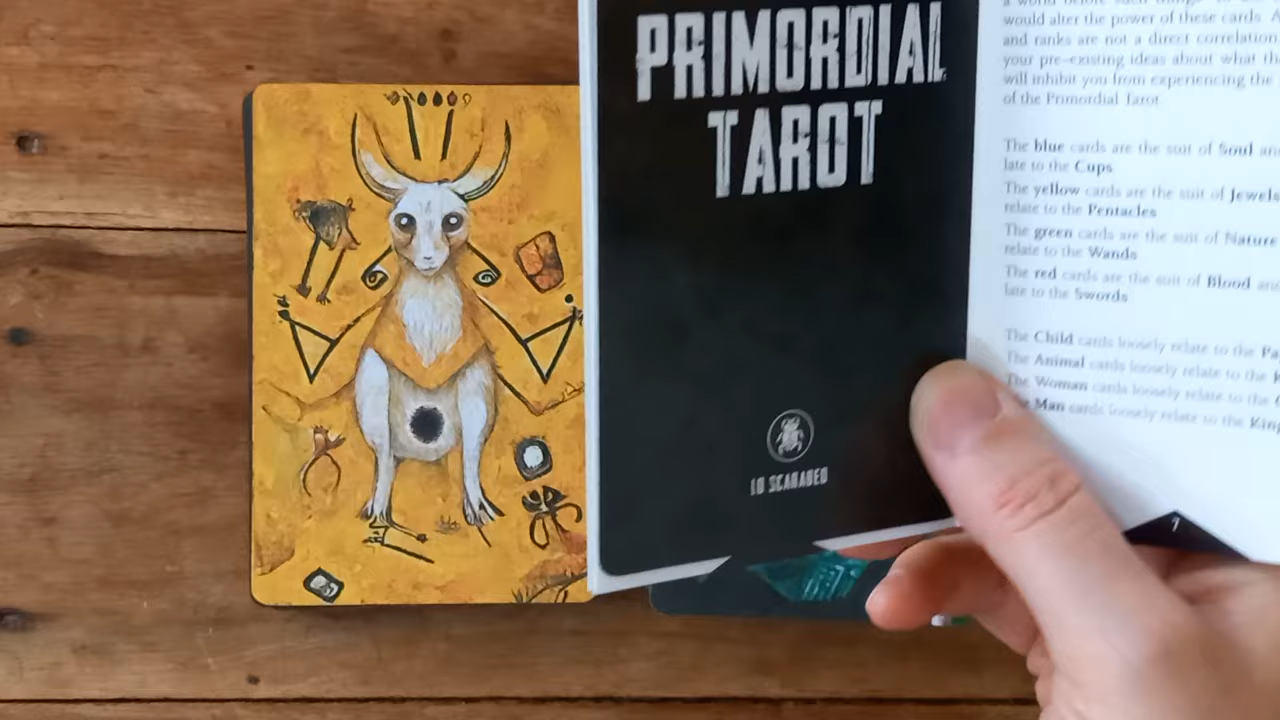 PRIMORDIAL
TAROT
LO SCARABEO
would alter the power of these cards. A
and ranks are not a direct correlation,
your pre-existing ideas about what th
will inhibit you from experiencing the
of the Primordial Tarot.
The blue cards are the suit of Soul an
late to the Cups
The yellow cards are the suit of Jewels
relate to the Pentacles
The green cards are the suit of Nature
relate to the Wands
The red cards are the suit of Blood an
late to the Swords
The Child cards loosely relate to the Pa
The Animal cards loosely relate to the K
The Woman cards loosely relate to the
Man cards loosely relate to the King
7